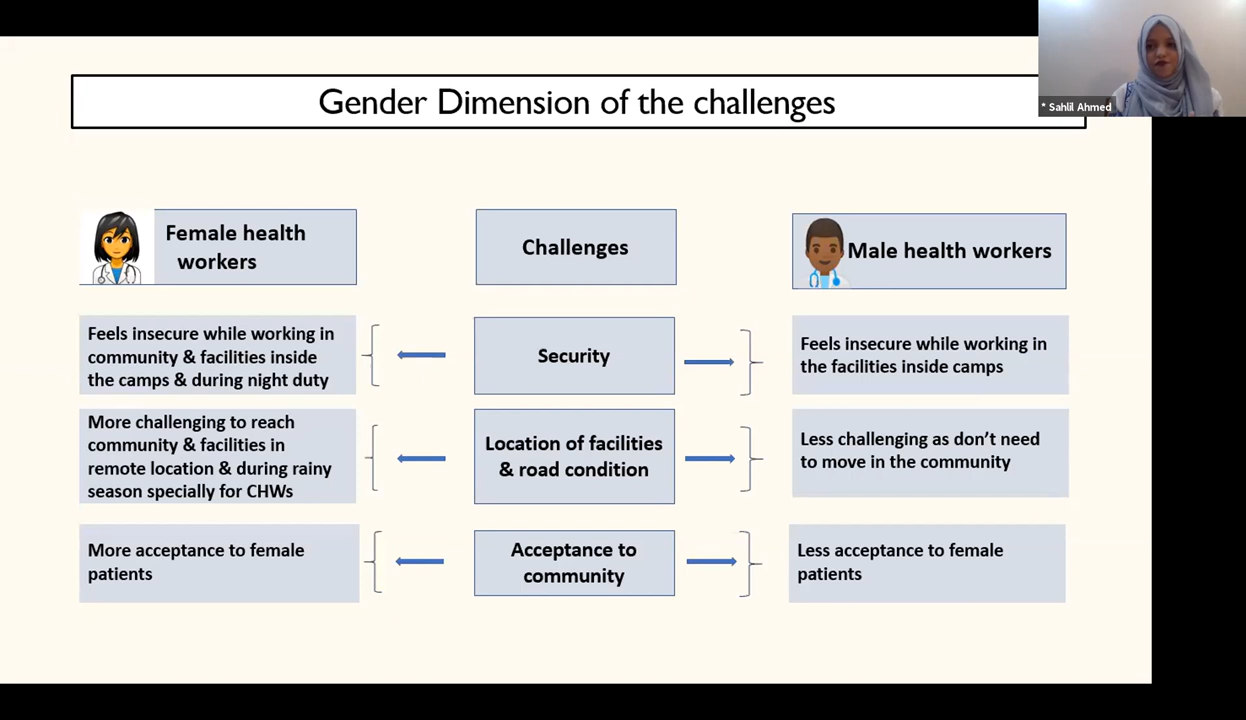 Gender Dimension of the challenges
* Sahlil Ahmed
Female health
workers
Challenges
Male health workers
Feels insecure while working in
community & facilities inside
the camps & during night duty
Security
Feels insecure while working in
the facilities inside camps
More challenging to reach
community & facilities in
remote location & during rainy
season specially for CHWs
Location of facilities
& road condition
Less challenging as don't need
to move in the community
More acceptance to female
patients
Acceptance to
community
Less acceptance to female
patients